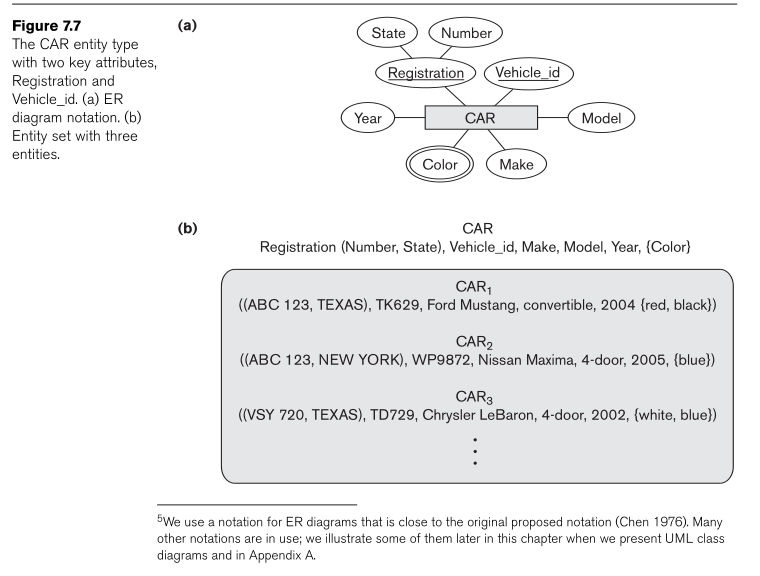 Figure 7.7
The CAR entity type
with two key attributes,
Registration and
Vehicle_id. (a) ER
diagram notation. (b)
Entity set with three
entities.
(a)
State
Number
Registration
Vehicle_id
Year
CAR
Model
Color
Make
(b)
CAR
Registration (Number, State), Vehicle_id, Make, Model, Year, {Color}
CAR₁
((ABC 123, TEXAS), TK629, Ford Mustang, convertible, 2004 {red, black})
CAR₂
((ABC 123, NEW YORK), WP9872, Nissan Maxima, 4-door, 2005, {blue})
CAR₃
((VSY 720, TEXAS), TD729, Chrysler LeBaron, 4-door, 2002, {white, blue})
⁵We use a notation for ER diagrams that is close to the original proposed notation (Chen 1976). Many
other notations are in use; we illustrate some of them later in this chapter when we present UML class
diagrams and in Appendix A.